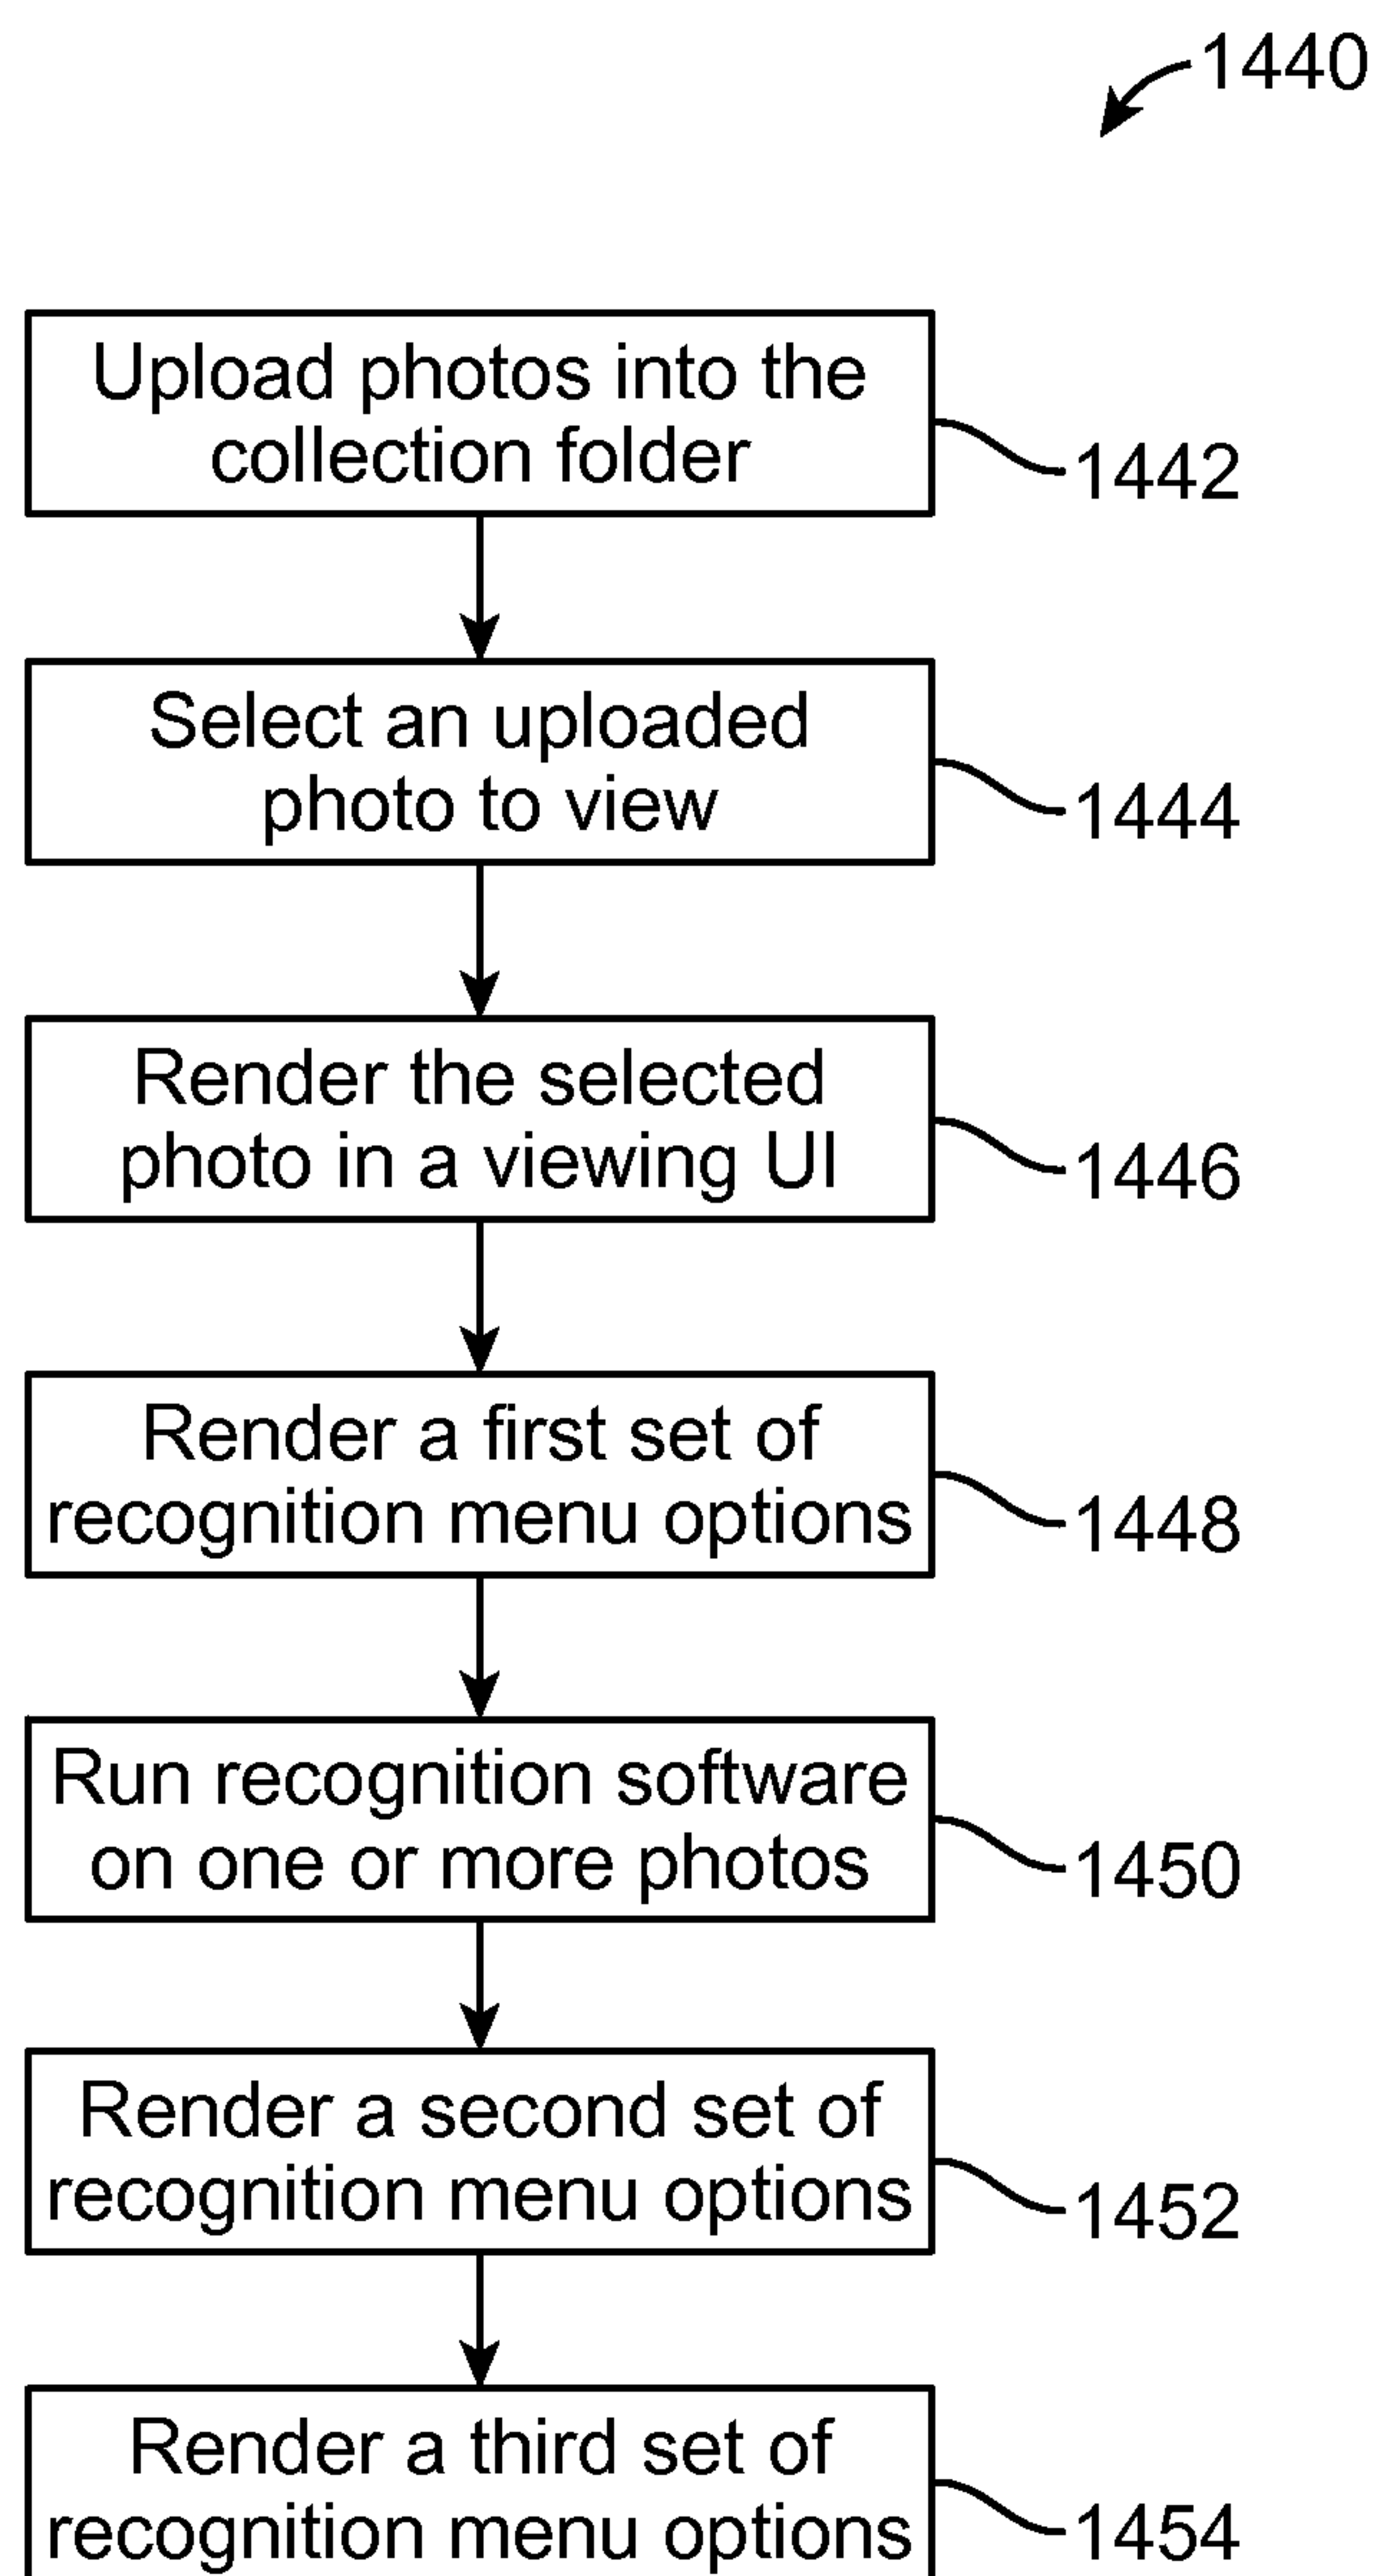 1440
Upload photos into the
collection folder
1442
Select an uploaded
photo to view
1444
Render the selected
photo in a viewing UI
1446
Render a first set of
recognition menu options
1448
Run recognition software
on one or more photos
1450
Render a second set of
recognition menu options
1452
Render a third set of
recognition menu options
1454